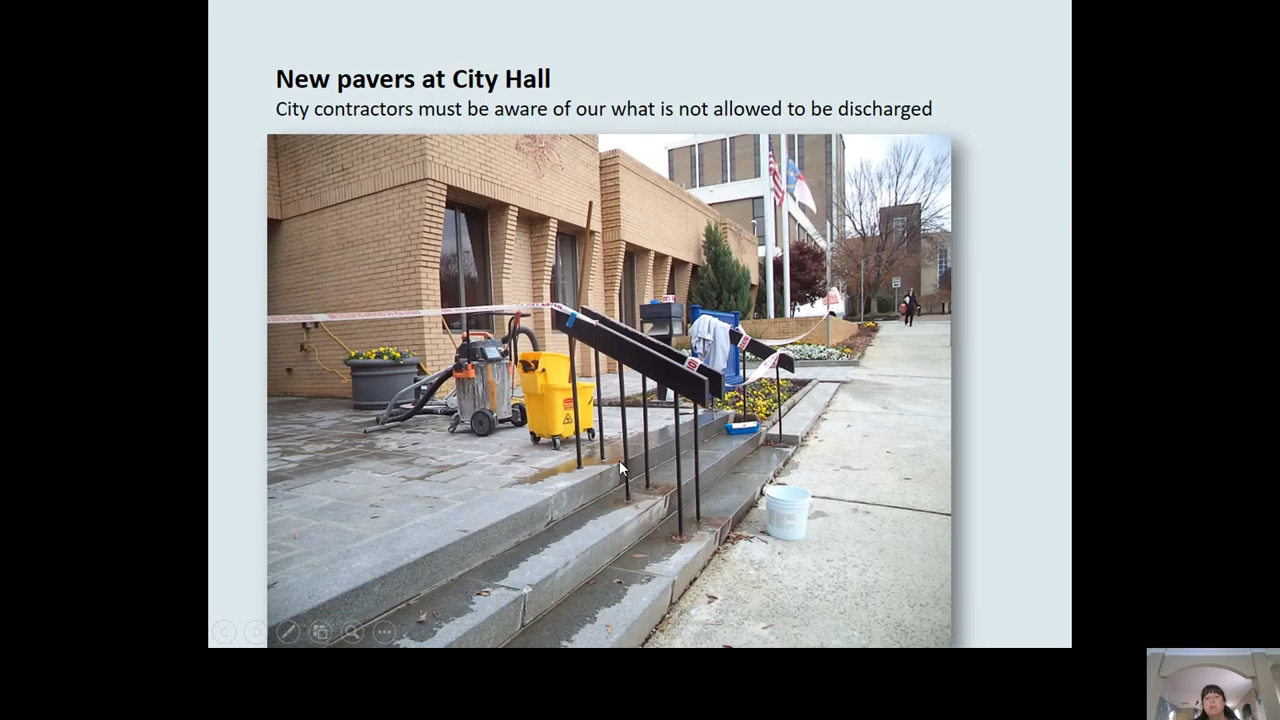 New pavers at City Hall
City contractors must be aware of our what is not allowed to be discharged